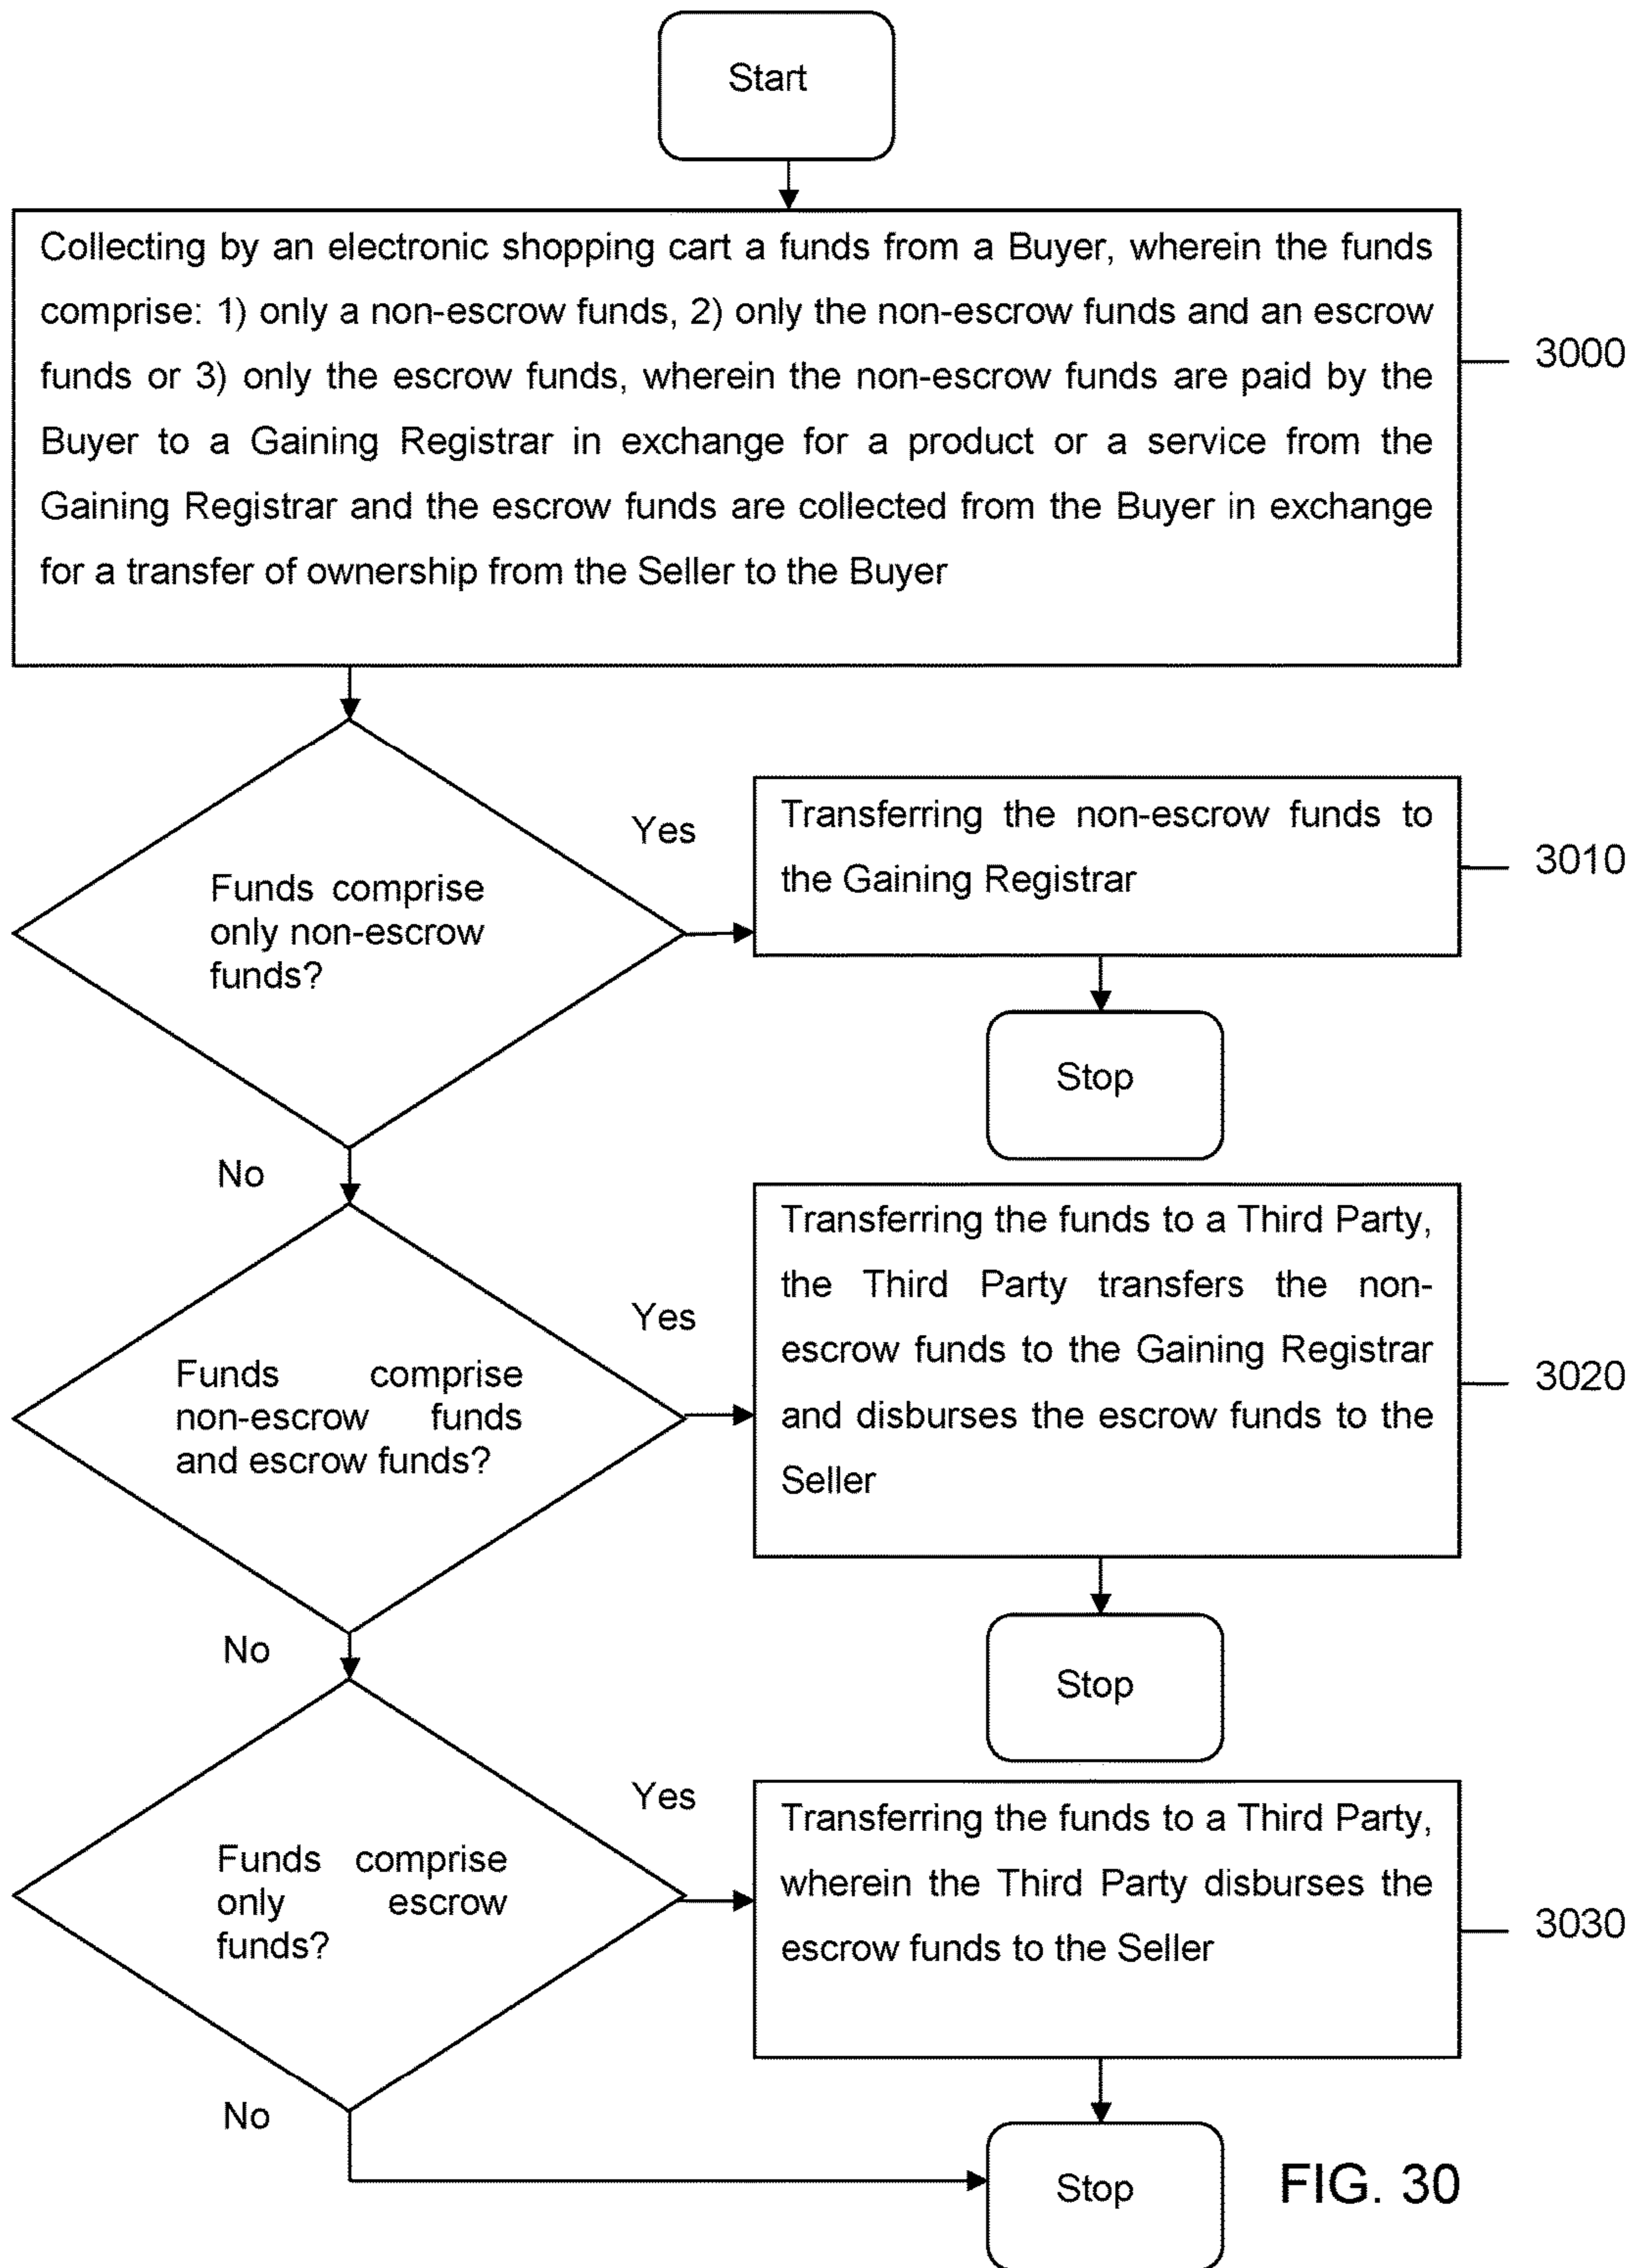 Start
Collecting by an electronic shopping cart a funds from a Buyer, wherein the funds
comprise: 1) only a non-escrow funds, 2) only the non-escrow funds and an escrow
funds or 3) only the escrow funds, wherein the non-escrow funds are paid by the
Buyer to a Gaining Registrar in exchange for a product or a service from the
Gaining Registrar and the escrow funds are collected from the Buyer in exchange
for a transfer of ownership from the Seller to the Buyer
3000
Funds comprise
only non-escrow
funds?
Yes
Transferring the non-escrow funds to
the Gaining Registrar
3010
Stop
No
Funds comprise
non-escrow funds
and escrow funds?
Yes
Transferring the funds to a Third Party,
the Third Party transfers the non-
escrow funds to the Gaining Registrar
and disburses the escrow funds to the
Seller
3020
Stop
No
Funds comprise
only escrow
funds?
Yes
Transferring the funds to a Third Party,
wherein the Third Party disburses the
escrow funds to the Seller
3030
No
Stop
FIG. 30